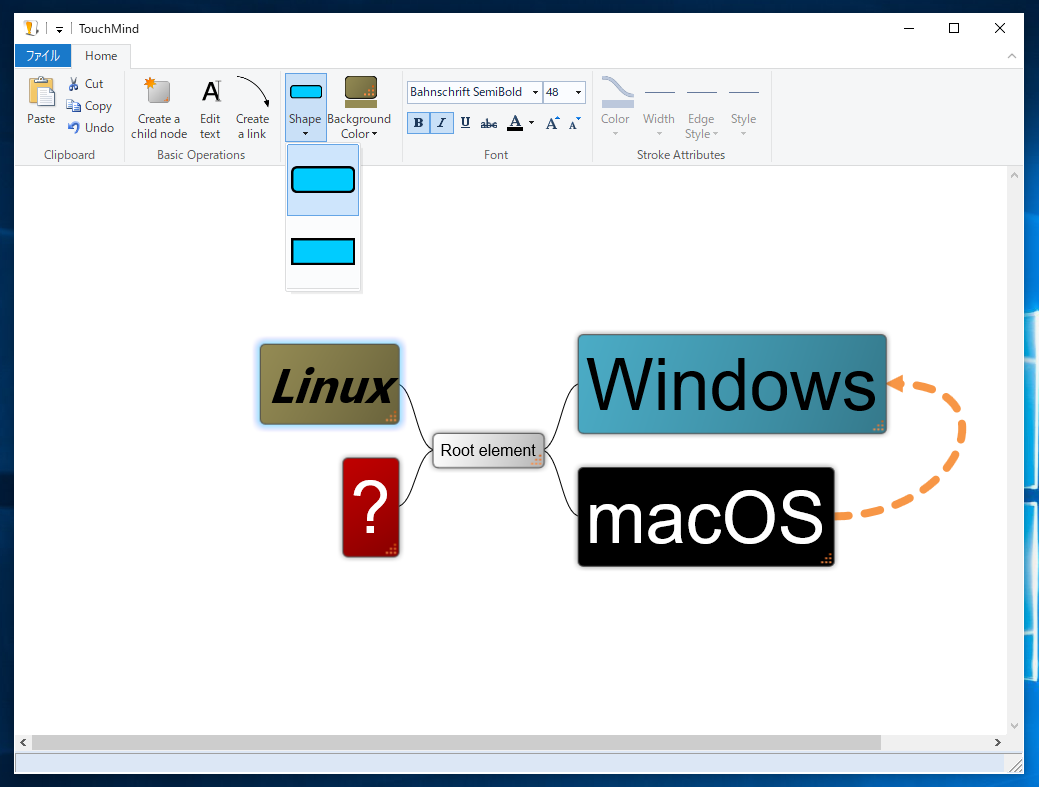 TouchMind
ファイル
Home
Paste
Cut
Copy
Undo
Clipboard
Create a
child node
Edit
text
Create
a link
Basic Operations
Shape
Background
Color
Bahnschrift SemiBold
48
B
I
U
abc
A
A
A
Font
Color
Width
Edge
Style
Style
Stroke Attributes
Linux
Windows
Root element
?
macOS